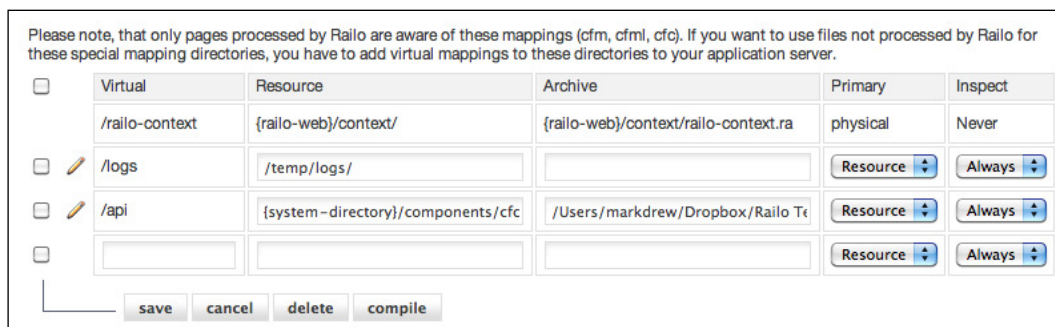 Please note, that only pages processed by Railo are aware of these mappings (cfm, cfml, cfc). If you want to use files not processed by Railo for
these special mapping directories, you have to add virtual mappings to these directories to your application server.
Virtual Resource Archive Primary Inspect
/railo-context {railo-web}/context/ {railo-web}/context/railo-context.ra physical Never
/logs /temp/logs/ Resource Always
/api {system-directory}/components/cfc /Users/markdrew/Dropbox/Railo Te Resource Always
Resource Always
save cancel delete compile